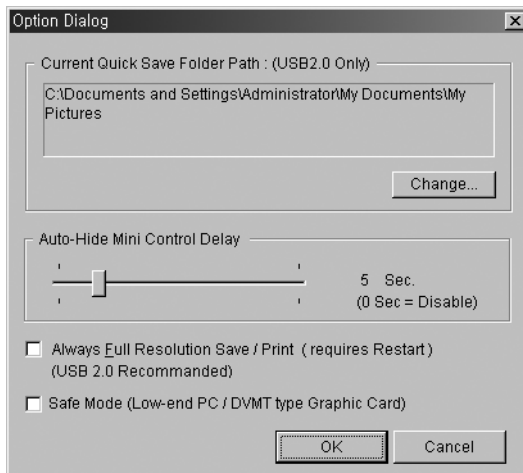 Option Dialog
Current Quick Save Folder Path : (USB2.0 Only)
C:\Documents and Settings\Administrator\My Documents\My
Pictures
Change...
Auto-Hide Mini Control Delay
5 Sec.
(0 Sec = Disable)
Always Full Resolution Save / Print ( requires Restart )
(USB 2.0 Recommanded)
Safe Mode (Low-end PC / DVMT type Graphic Card)
OK Cancel